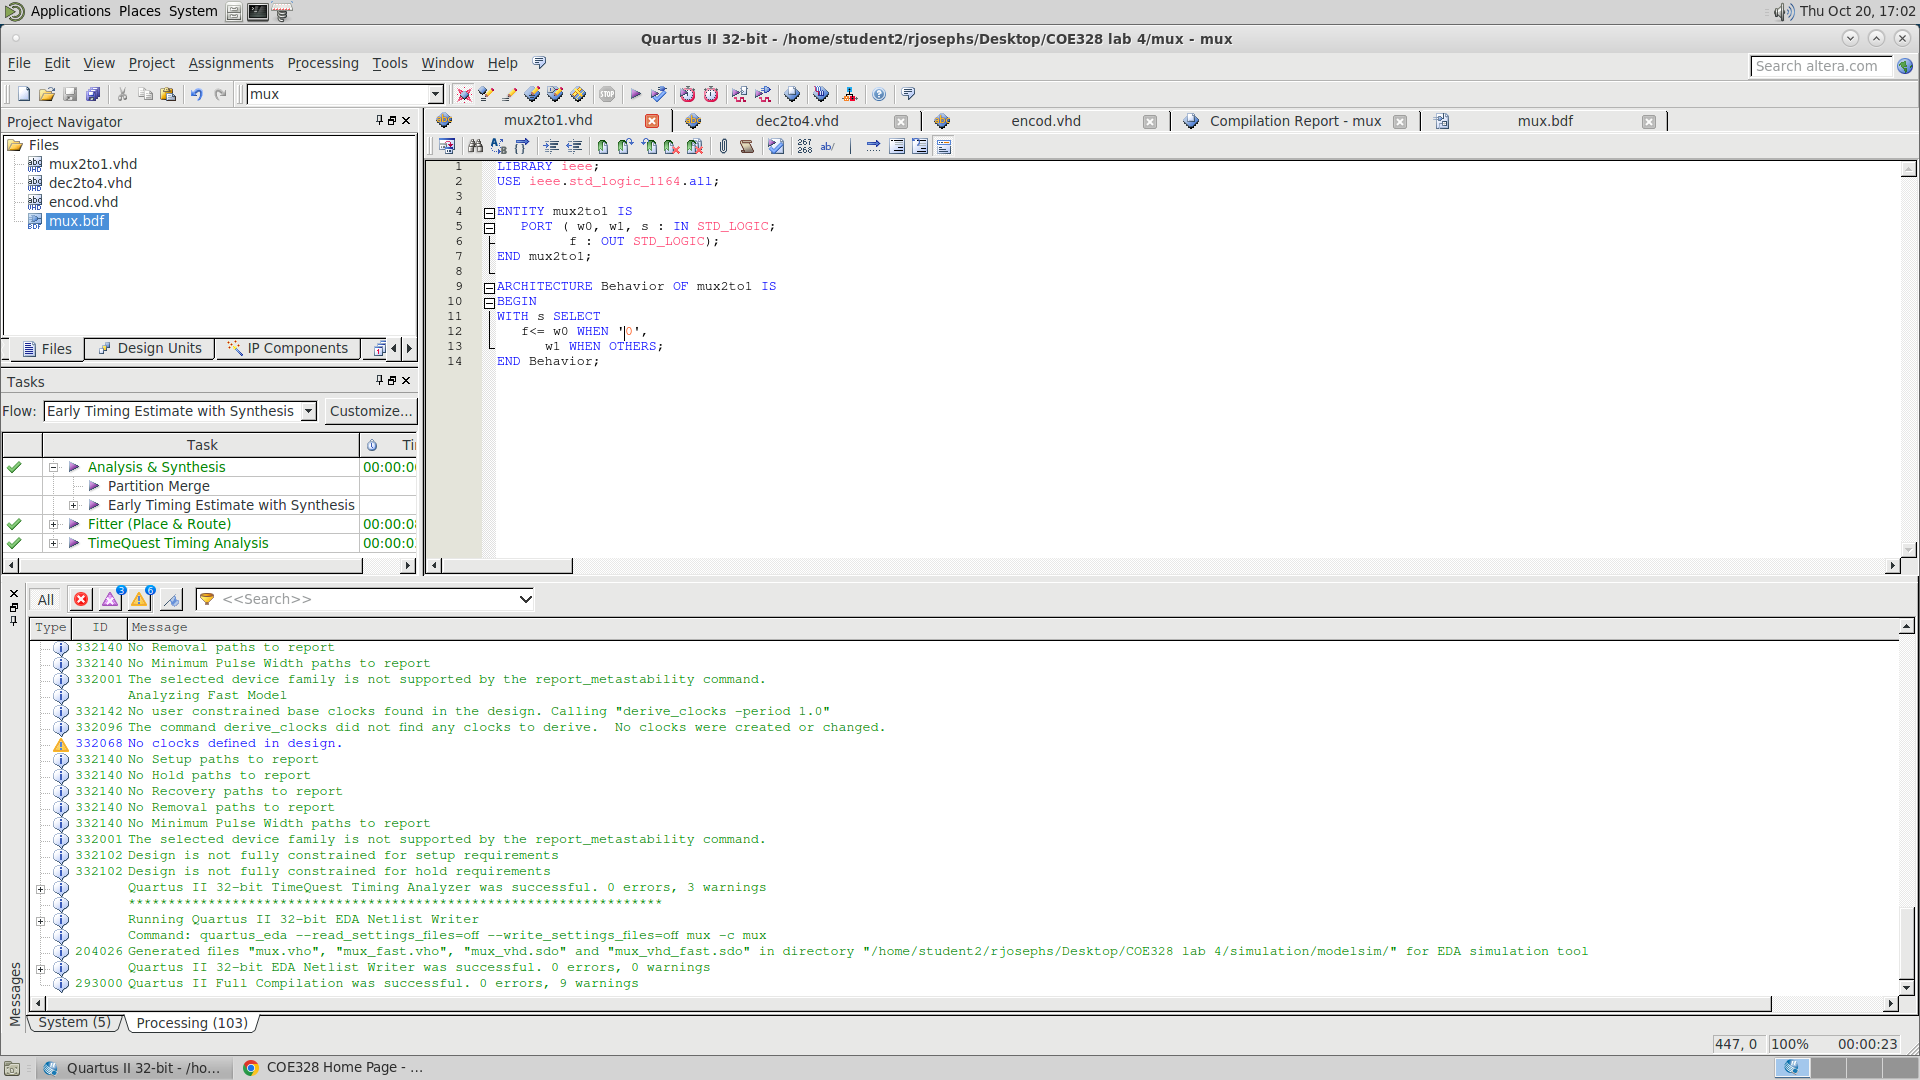 Applications Places System
Thu Oct 20, 17:02
Quartus II 32-bit - /home/student2/rjosephs/Desktop/COE328 lab 4/mux - mux
File Edit View Project Assignments Processing Tools Window Help
Search altera.com
mux
Project Navigator
Files
mux2to1.vhd
dec2to4.vhd
encod.vhd
mux.bdf
Files Design Units IP Components
Tasks
Flow: Early Timing Estimate with Synthesis Customize...
Task Ti
Analysis & Synthesis 00:00:0
Partition Merge
Early Timing Estimate with Synthesis
Fitter (Place & Route) 00:00:0
TimeQuest Timing Analysis 00:00:0
mux2to1.vhd dec2to4.vhd encod.vhd Compilation Report - mux mux.bdf
1 LIBRARY ieee;
2 USE ieee.std_logic_1164.all;
3
4 ENTITY mux2to1 IS
5 PORT ( w0, w1, s : IN STD_LOGIC;
6 f : OUT STD_LOGIC);
7 END mux2to1;
8
9 ARCHITECTURE Behavior OF mux2to1 IS
10 BEGIN
11 WITH s SELECT
12 f<= w0 WHEN '0',
13 w1 WHEN OTHERS;
14 END Behavior;
All <<Search>>
Type ID Message
332140 No Removal paths to report
332140 No Minimum Pulse Width paths to report
332001 The selected device family is not supported by the report_metastability command.
Analyzing Fast Model
332142 No user constrained base clocks found in the design. Calling "derive_clocks -period 1.0"
332096 The command derive_clocks did not find any clocks to derive. No clocks were created or changed.
332068 No clocks defined in design.
332140 No Setup paths to report
332140 No Hold paths to report
332140 No Recovery paths to report
332140 No Removal paths to report
332140 No Minimum Pulse Width paths to report
332001 The selected device family is not supported by the report_metastability command.
332102 Design is not fully constrained for setup requirements
332102 Design is not fully constrained for hold requirements
Quartus II 32-bit TimeQuest Timing Analyzer was successful. 0 errors, 3 warnings
*******************************************************************
Running Quartus II 32-bit EDA Netlist Writer
Command: quartus_eda --read_settings_files=off --write_settings_files=off mux -c mux
204026 Generated files "mux.vho", "mux_fast.vho", "mux_vhd.sdo" and "mux_vhd_fast.sdo" in directory "/home/student2/rjosephs/Desktop/COE328 lab 4/simulation/modelsim/" for EDA simulation tool
Quartus II 32-bit EDA Netlist Writer was successful. 0 errors, 0 warnings
293000 Quartus II Full Compilation was successful. 0 errors, 9 warnings
Messages
System (5) Processing (103)
447, 0 100% 00:00:23
Quartus II 32-bit - /ho...
COE328 Home Page - ...